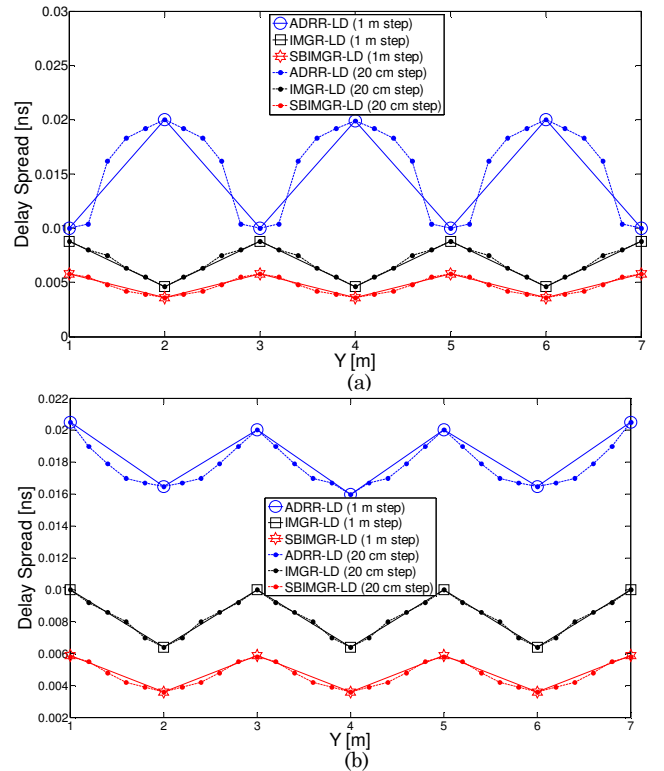 0.03
0.025
0.02
0.015
0.01
0.005
0
Delay Spread [ns]
ADRR-LD (1 m step)
IMGR-LD (1 m step)
SBIMGR-LD (1m step)
ADRR-LD (20 cm step)
IMGR-LD (20 cm step)
SBIMGR-LD (20 cm step)
1 2 3 4 5 6 7
Y [m]
(a)
0.022
0.02
0.018
0.016
0.014
0.012
0.01
0.008
0.006
0.004
0.002
Delay Spread [ns]
ADRR-LD (1 m step)
IMGR-LD (1 m step)
SBIMGR-LD (1 m step)
ADRR-LD (20 cm step)
IMGR-LD (20 cm step)
SBIMGR-LD (20 cm step)
1 2 3 4 5 6 7
Y [m]
(b)